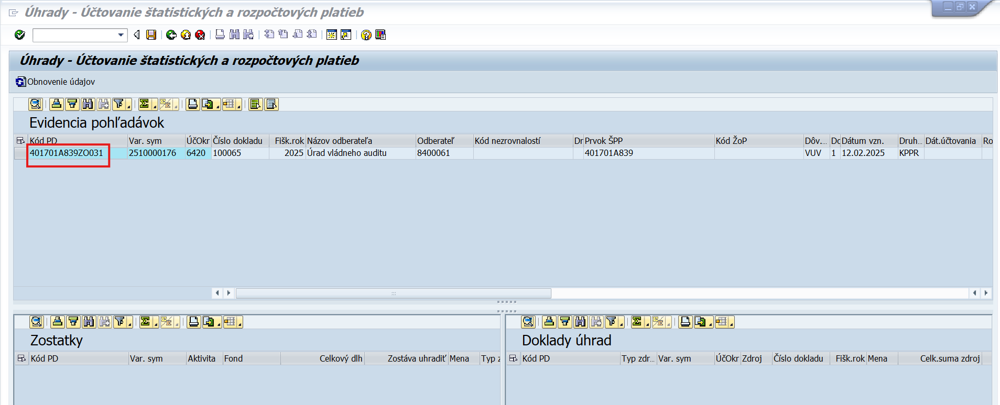 Úhrady - Účtovanie štatistických a rozpočtových platieb
Úhrady - Účtovanie štatistických a rozpočtových platieb
Obnovenie údajov
Evidencia pohľadávok
Kód PD Var. sym ÚčOkr Číslo dokladu Fišk.rok Názov odberateľa Odberateľ Kód nezrovnalostí Dr Prvok ŠPP Kód ŽoP Dôv.... Dc Dátum vzn. Druh... Dát.účtovania Ro
401701A839ZO031 2510000176 6420 100065 2025 Úrad vládneho auditu 8400061 401701A839 VUV 1 12.02.2025 KPPR
Zostatky
Kód PD Var. sym Aktivita Fond Celkový dlh Zostáva uhradiť Mena Typ z
Doklady úhrad
Kód PD Typ zdr... Var. sym ÚčOkr Zdroj Číslo dokladu Fišk.rok Mena Celk.suma zdroj